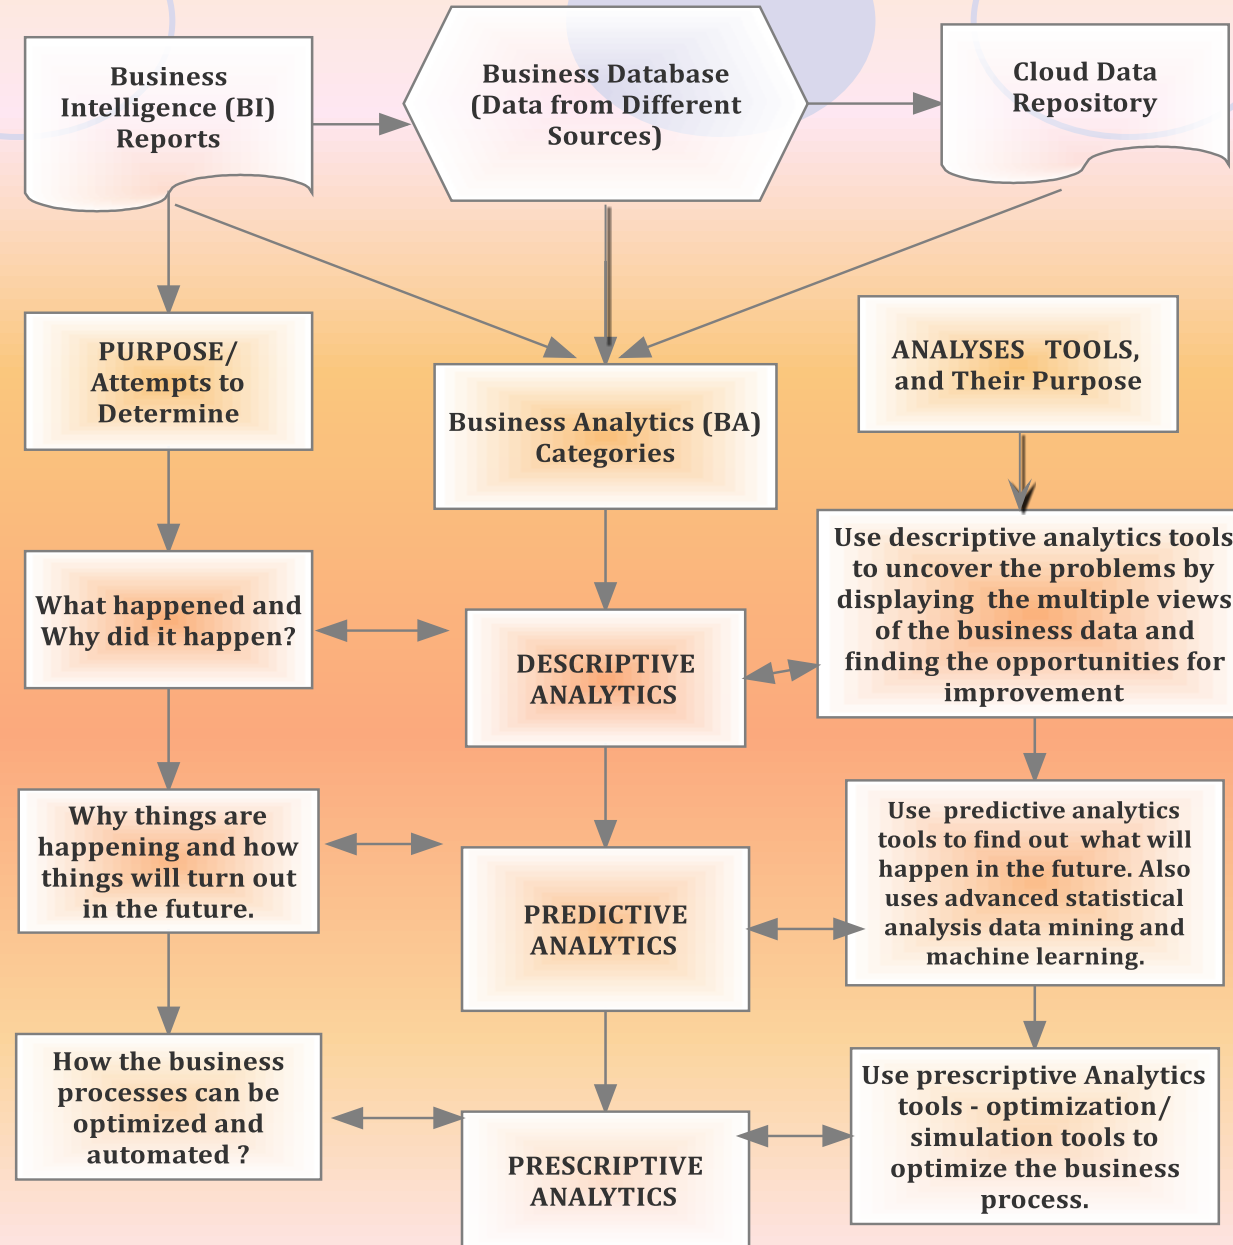 Business
Intelligence (BI)
Reports
Business Database
(Data from Different
Sources)
Cloud Data
Repository
PURPOSE/
Attempts to
Determine
Business Analytics (BA)
Categories
ANALYSES TOOLS,
and Their Purpose
What happened and
Why did it happen?
DESCRIPTIVE
ANALYTICS
Use descriptive analytics tools
to uncover the problems by
displaying the multiple views
of the business data and
finding the opportunities for
improvement
Why things are
happening and how
things will turn out
in the future.
PREDICTIVE
ANALYTICS
Use predictive analytics
tools to find out what will
happen in the future. Also
uses advanced statistical
analysis data mining and
machine learning.
How the business
processes can be
optimized and
automated ?
PRESCRIPTIVE
ANALYTICS
Use prescriptive Analytics
tools - optimization/
simulation tools to
optimize the business
process.